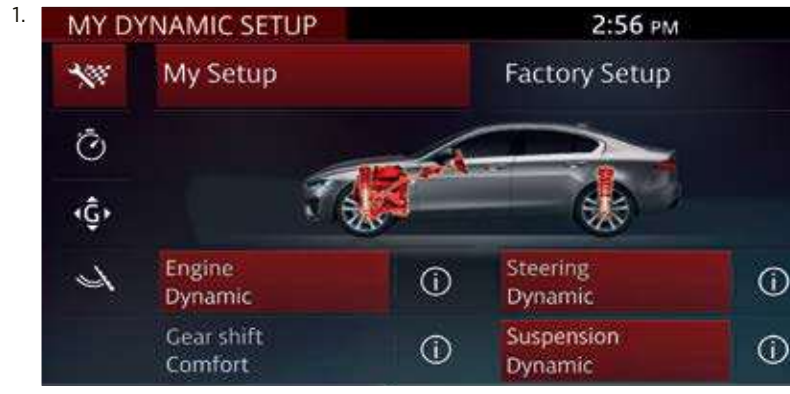 1.
MY DYNAMIC SETUP 2:56 PM
My Setup Factory Setup
G
Engine
Dynamic
Steering
Dynamic
Gear shift
Comfort
Suspension
Dynamic